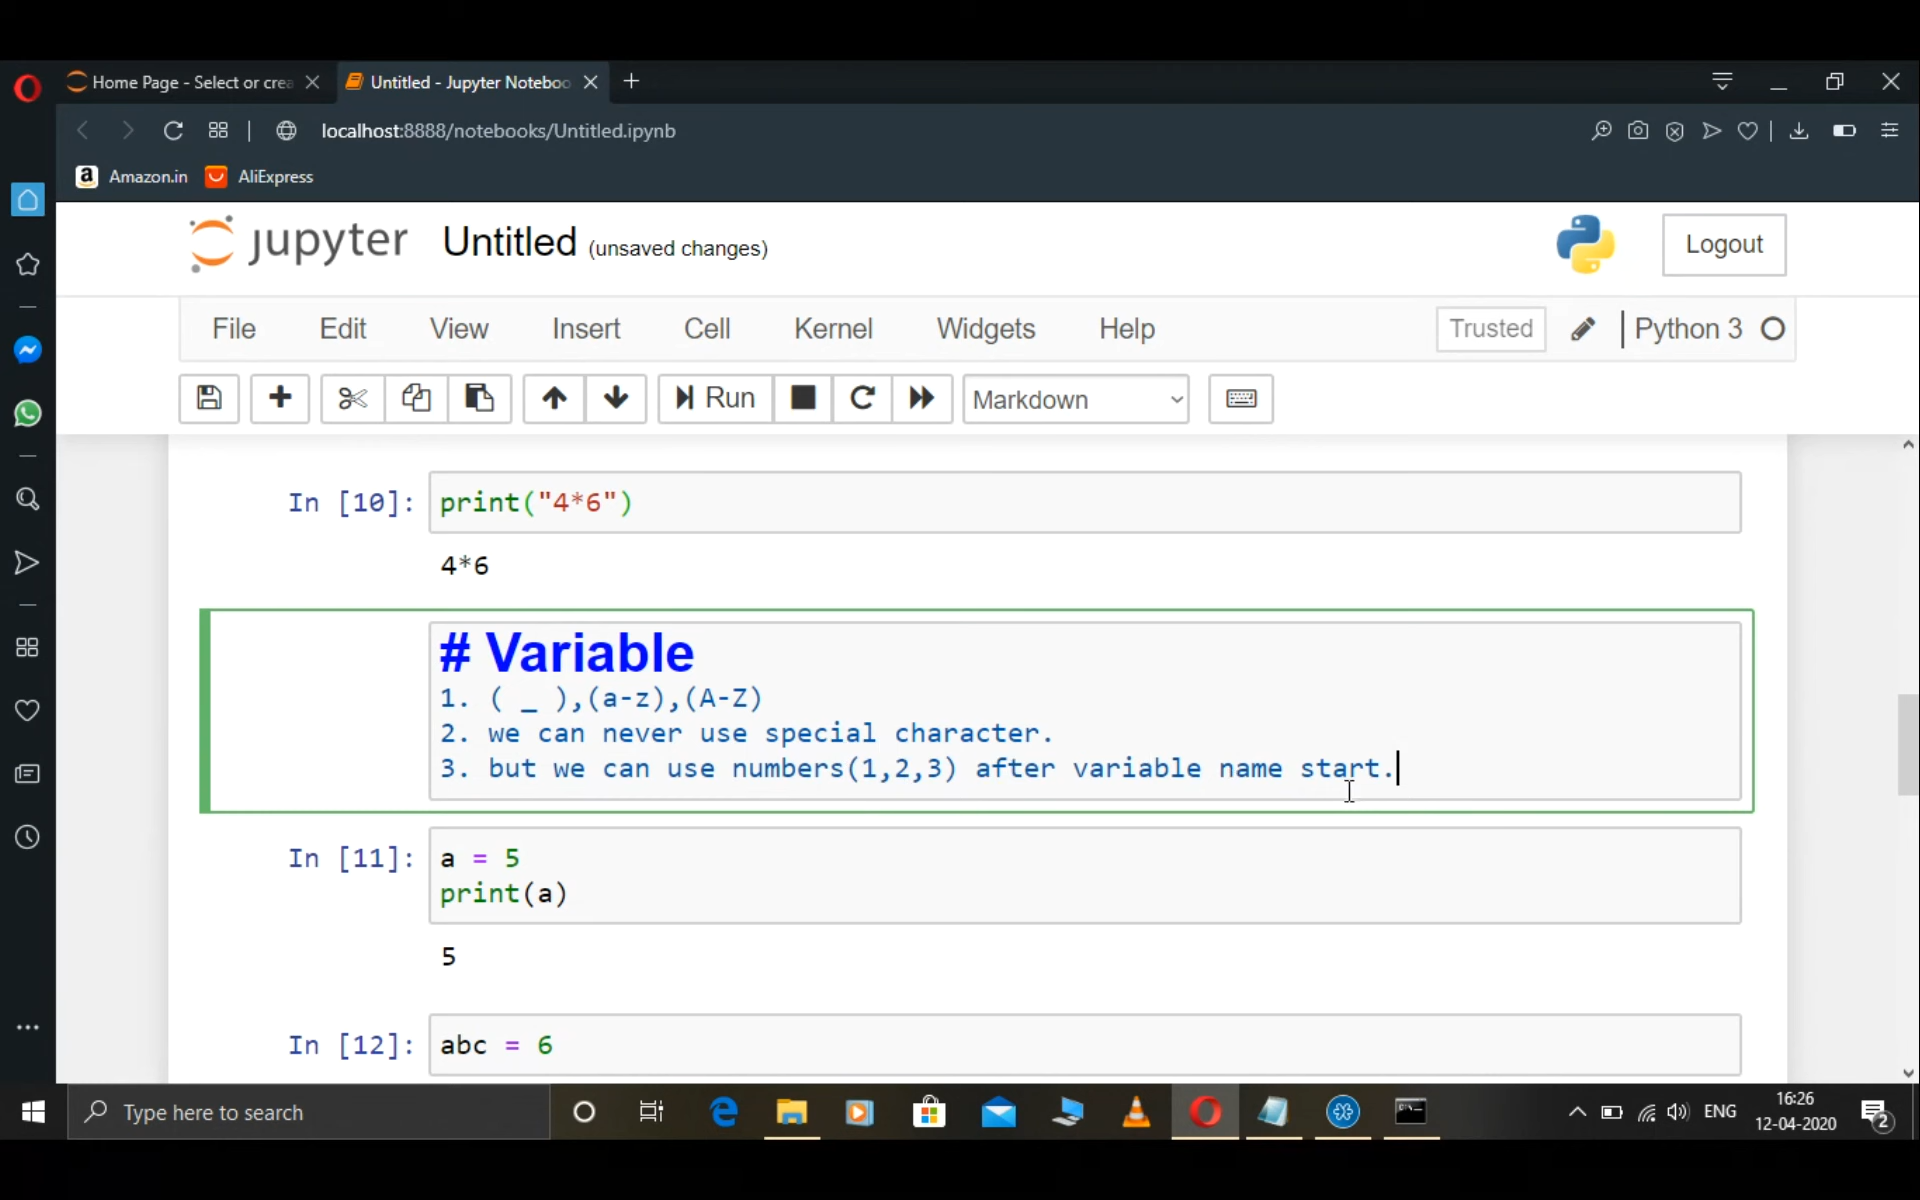 Home Page - Select or crea
Untitled - Jupyter Noteboo
localhost:8888/notebooks/Untitled.ipynb
a Amazon.in AliExpress
jupyter Untitled (unsaved changes) Logout
File Edit View Insert Cell Kernel Widgets Help Trusted Python 3
Run Markdown
In [10]: print("4*6")
4*6
# Variable
1. ( _ ),(a-z),(A-Z)
2. we can never use special character.
3. but we can use numbers(1,2,3) after variable name start.
In [11]: a = 5
print(a)
5
In [12]: abc = 6
Type here to search
ENG
16:26
12-04-2020
2